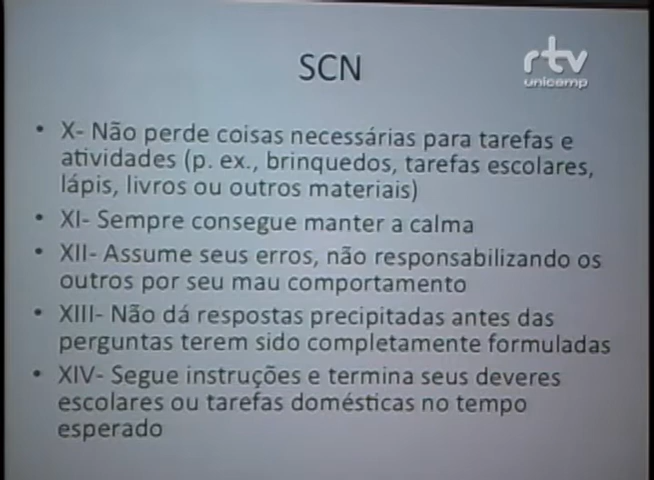 SCN
rtv
unicamp
• X- Não perde coisas necessárias para tarefas e
atividades (p. ex., brinquedos, tarefas escolares,
lápis, livros ou outros materiais)
• XI- Sempre consegue manter a calma
• XII- Assume seus erros, não responsabilizando os
outros por seu mau comportamento
• XIII- Não dá respostas precipitadas antes das
perguntas terem sido completamente formuladas
• XIV- Segue instruções e termina seus deveres
escolares ou tarefas domésticas no tempo
esperado